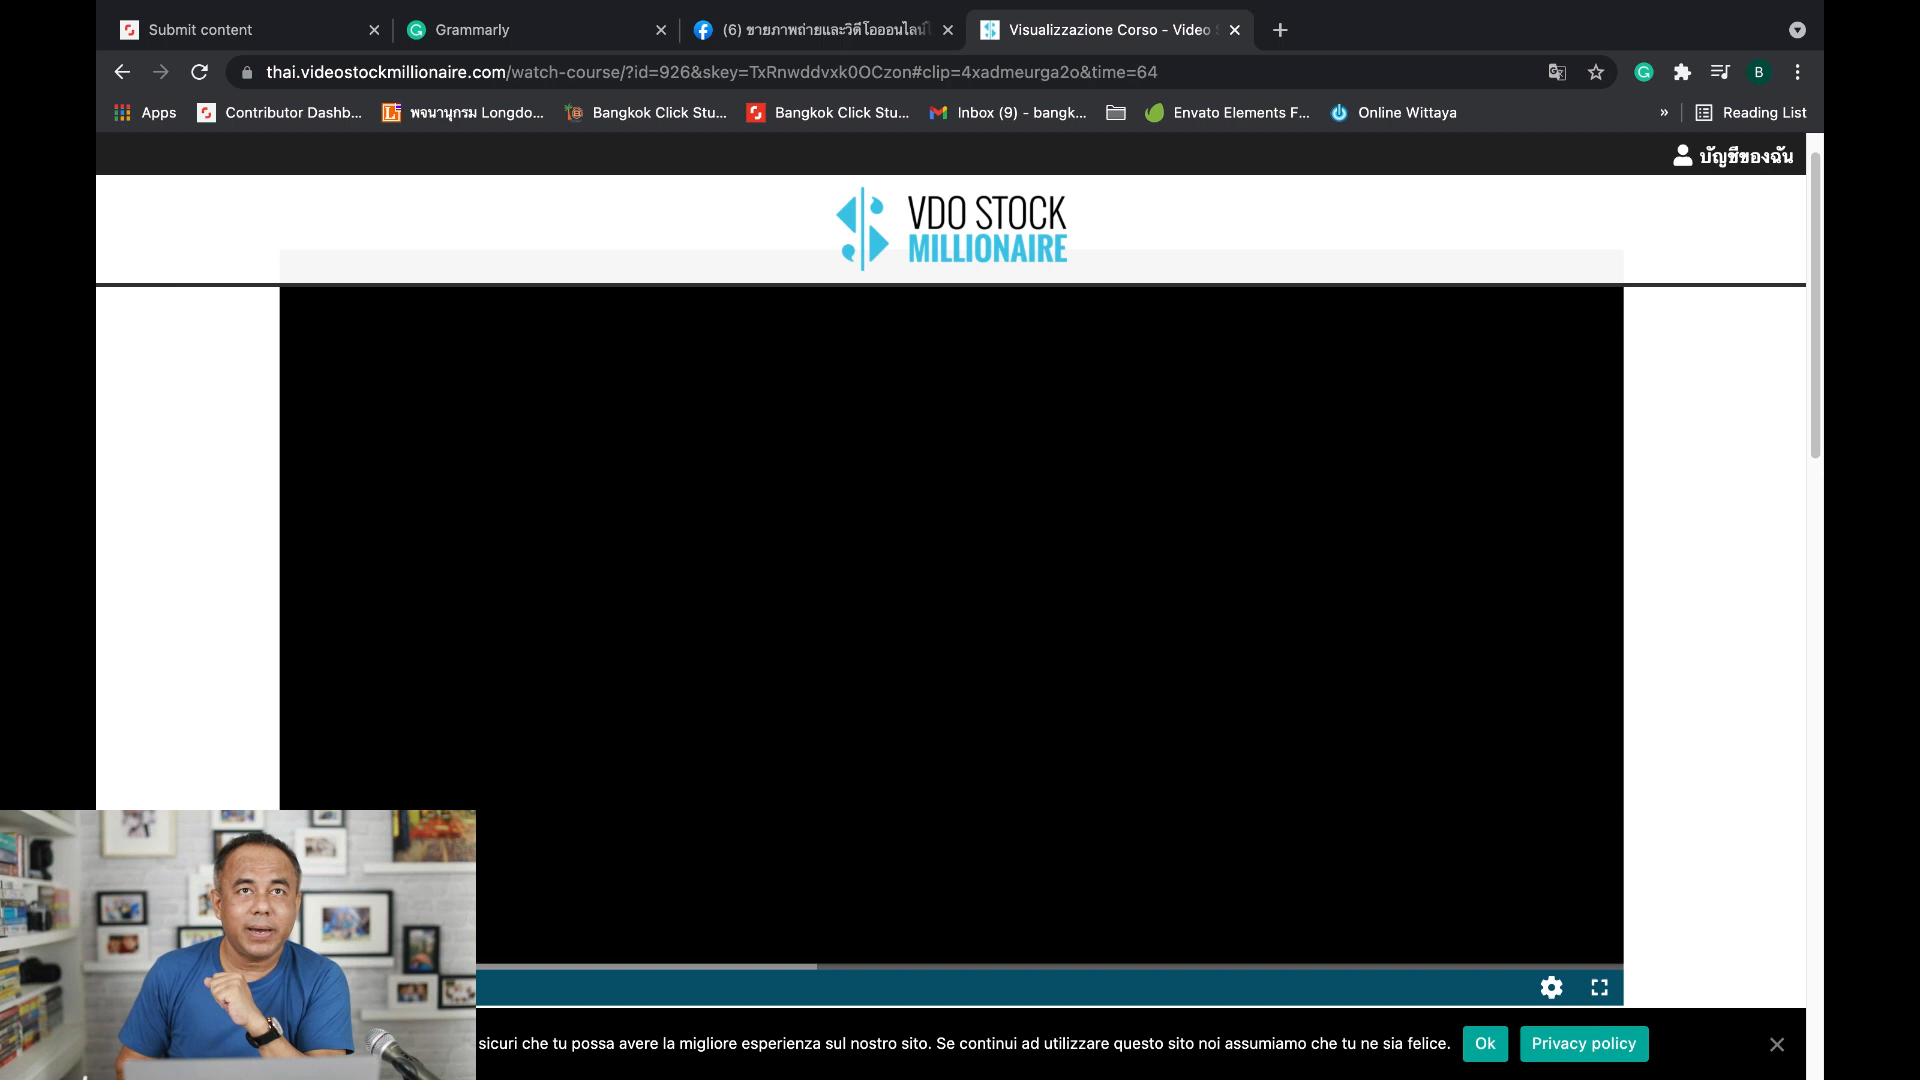 Submit content
Grammarly
(6) ขายภาพถ่ายและวิดีโอออนไลน์
Visualizzazione Corso - Video
thai.videostockmillionaire.com/watch-course/?id=926&skey=TxRnwddvxk0OCzon#clip=4xadmeurga2o&time=64
B
Apps
Contributor Dashb...
พจนานุกรม Longdo...
Bangkok Click Stu...
Bangkok Click Stu...
Inbox (9) - bangk...
Envato Elements F...
Online Wittaya
»
Reading List
บัญชีของฉัน
VDO STOCK
MILLIONAIRE
sicuri che tu possa avere la migliore esperienza sul nostro sito. Se continui ad utilizzare questo sito noi assumiamo che tu ne sia felice.
Ok
Privacy policy